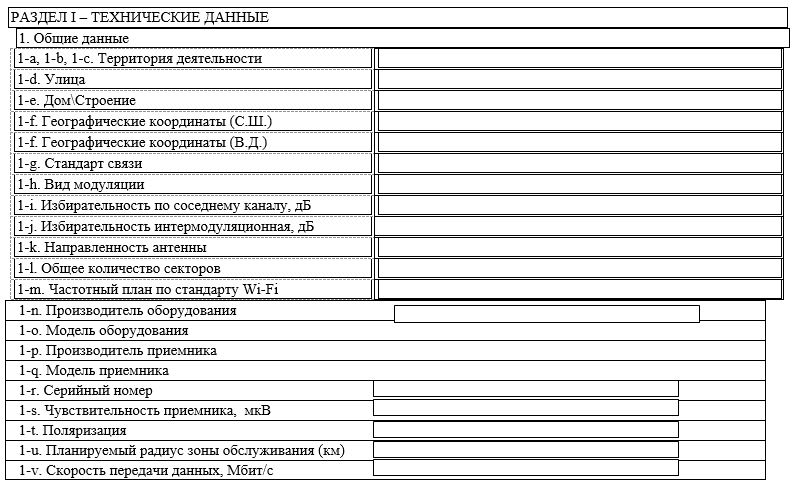 РАЗДЕЛ I – ТЕХНИЧЕСКИЕ ДАННЫЕ
1. Общие данные
1-a, 1-b, 1-c. Территория деятельности
1-d. Улица
1-e. Дом\Строение
1-f. Географические координаты (С.Ш.)
1-f. Географические координаты (В.Д.)
1-g. Стандарт связи
1-h. Вид модуляции
1-i. Избирательность по соседнему каналу, дБ
1-j. Избирательность интермодуляционная, дБ
1-k. Направленность антенны
1-l. Общее количество секторов
1-m. Частотный план по стандарту Wi-Fi
1-n. Производитель оборудования
1-o. Модель оборудования
1-p. Производитель приемника
1-q. Модель приемника
1-r. Серийный номер
1-s. Чувствительность приемника, мкВ
1-t. Поляризация
1-u. Планируемый радиус зоны обслуживания (км)
1-v. Скорость передачи данных, Мбит/с